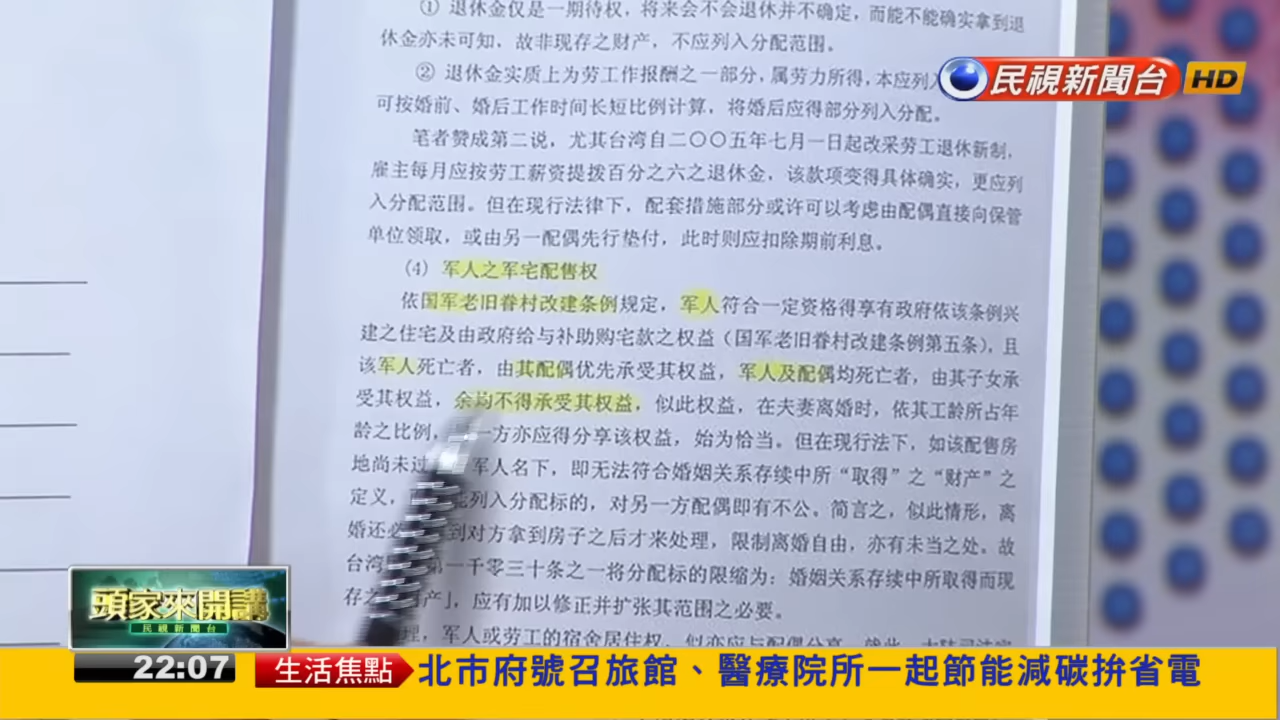 ① 退休金仅是一期待权，将来会不会退休并不确定，而能不能确实拿到退
休金亦未可知，故非现存之财产，不应列入分配范围。
② 退休金实质上为劳工作报酬之一部分，属劳力所得，本应列
可按婚前、婚后工作时间长短比例计算，将婚后应得部分列入分配。
笔者赞成第二说，尤其台湾自二〇〇五年七月一日起改采劳工退休新制，
雇主每月应按劳工薪资提拨百分之六之退休金，该款项变得具体确实，更应列
入分配范围。但在现行法律下，配套措施部分或许可以考虑由配偶直接向保管
单位领取，或由另一配偶先行垫付，此时则应扣除期前利息。
(4) 军人之军宅配售权
依国军老旧眷村改建条例规定，军人符合一定资格得享有政府依该条例兴
建之住宅及由政府给与补助购宅款之权益（国军老旧眷村改建条例第五条），且
该军人死亡者，由其配偶优先承受其权益，军人及配偶均死亡者，由其子女承
受其权益，余均不得承受其权益，似此权益，在夫妻离婚时，依其工龄所占年
龄之比例，一方亦应得分享该权益，始为恰当。但在现行法下，如该配售房
地尚未过 军人名下，即无法符合婚姻关系存续中所“取得”之“财产”之
定义， 列入分配标的，对另一方配偶即有不公。简言之，似此情形，离
婚还必 到对方拿到房子之后才来处理，限制离婚自由，亦有未当之处。故
台湾 第一千零三十条之一将分配标的限缩为：婚姻关系存续中所取得而现
存之 产」，应有加以修正并扩张其范围之必要。
理，军人或劳工的宿舍居住权，似亦应与配偶分享
民視新聞台 HD
頭家來開講
民視新聞台
22:07 生活焦點 北市府號召旅館、醫療院所一起節能減碳拚省電